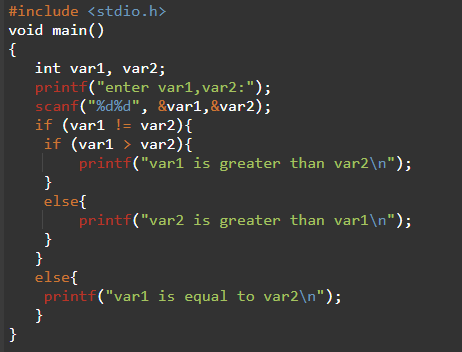 #include <stdio.h>
void main()
{
   int var1, var2;
   printf("enter var1,var2:");
   scanf("%d%d", &var1,&var2);
   if (var1 != var2){
    if (var1 > var2){
        printf("var1 is greater than var2\n");
    }
    else{
        printf("var2 is greater than var1\n");
    }
   }
   else{
    printf("var1 is equal to var2\n");
   }
}